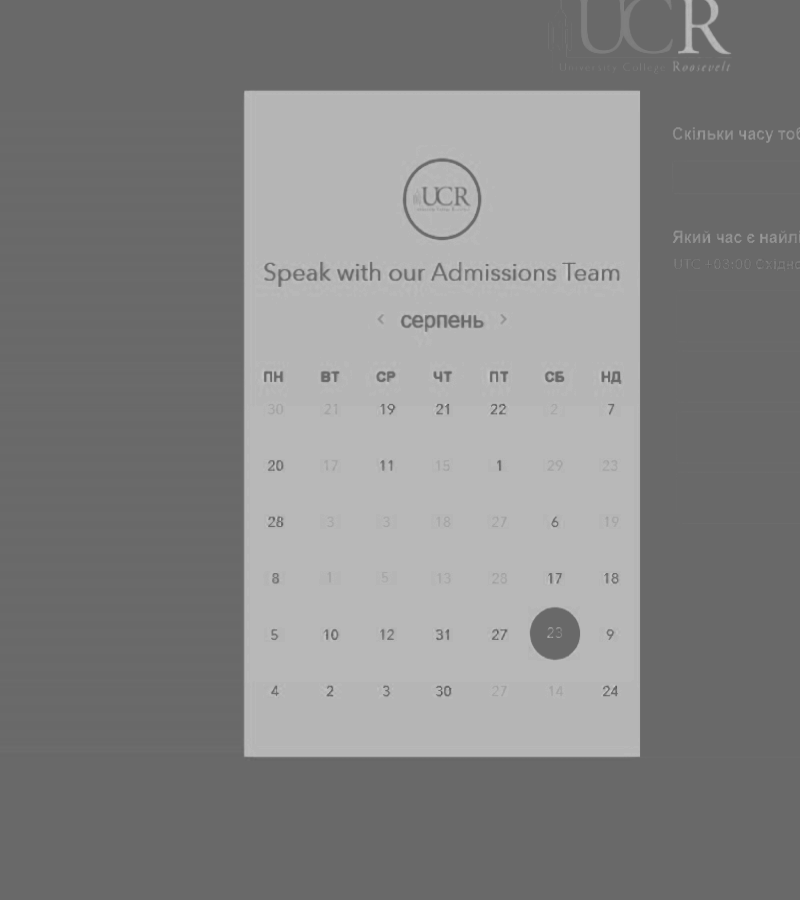 UCR
University College Roosevelt
UCR
Speak with our Admissions Team
< серпень >
ПН ВТ СР ЧТ ПТ СБ НД
30 21 19 21 22 2 7
20 17 11 15 1 29 23
28 3 3 18 27 6 19
8 1 5 13 25 17 18
5 10 12 31 27 23 9
4 2 3 30 27 14 24
Скільки часу
Який час є
UTC +03:00